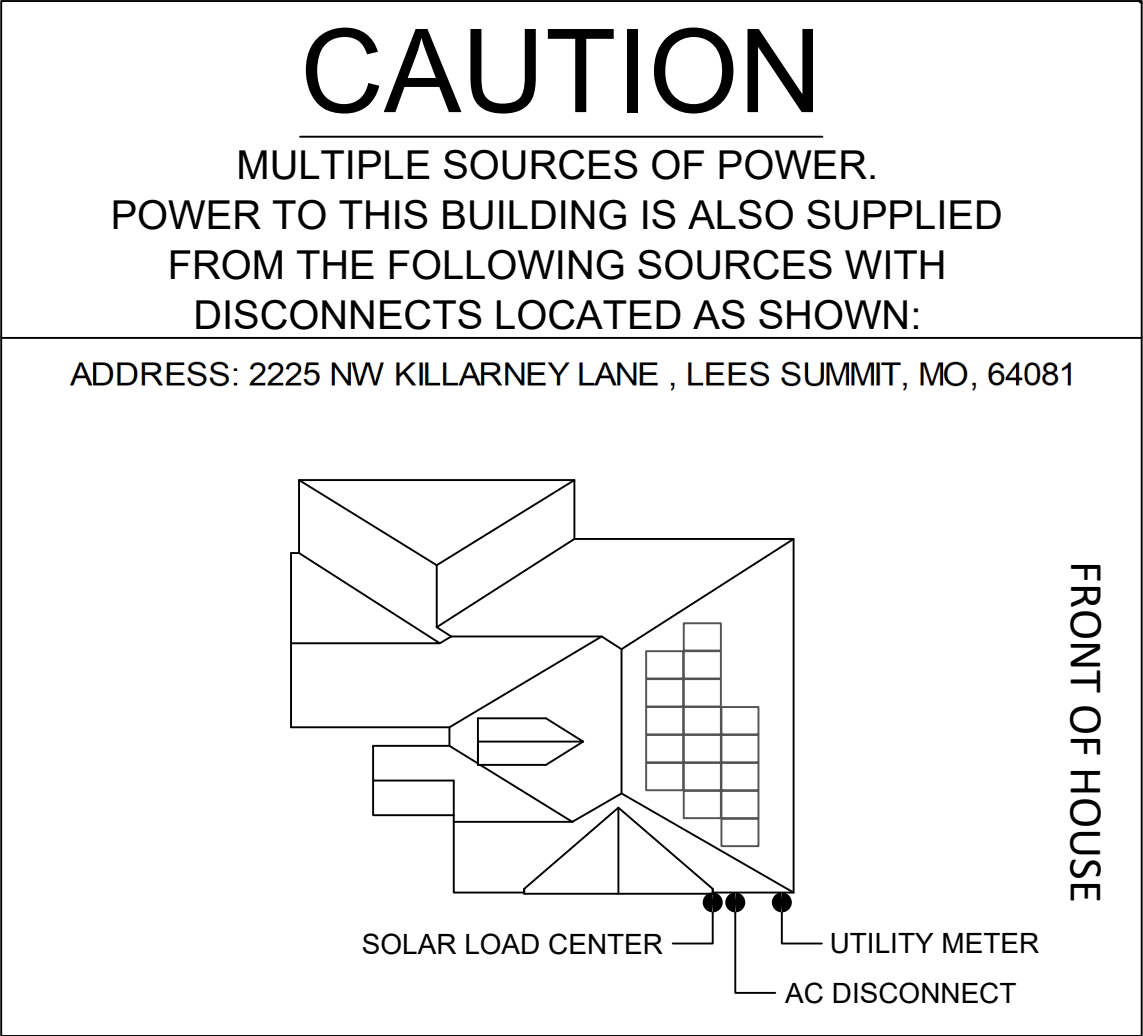 CAUTION
MULTIPLE SOURCES OF POWER.
POWER TO THIS BUILDING IS ALSO SUPPLIED
FROM THE FOLLOWING SOURCES WITH
DISCONNECTS LOCATED AS SHOWN:
ADDRESS: 2225 NW KILLARNEY LANE , LEES SUMMIT, MO, 64081
FRONT OF HOUSE
SOLAR LOAD CENTER
UTILITY METER
AC DISCONNECT